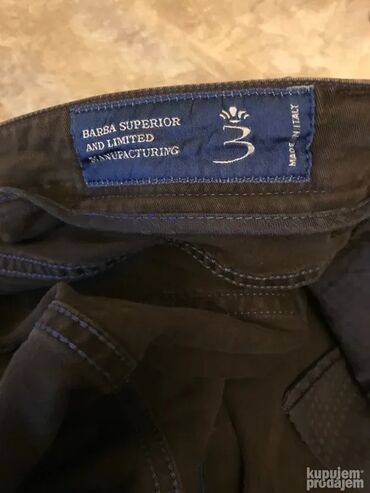 BARBA SUPERIOR
AND LIMITED
MANUFACTURING
B
MADE IN ITALY
kupujem
prodajem